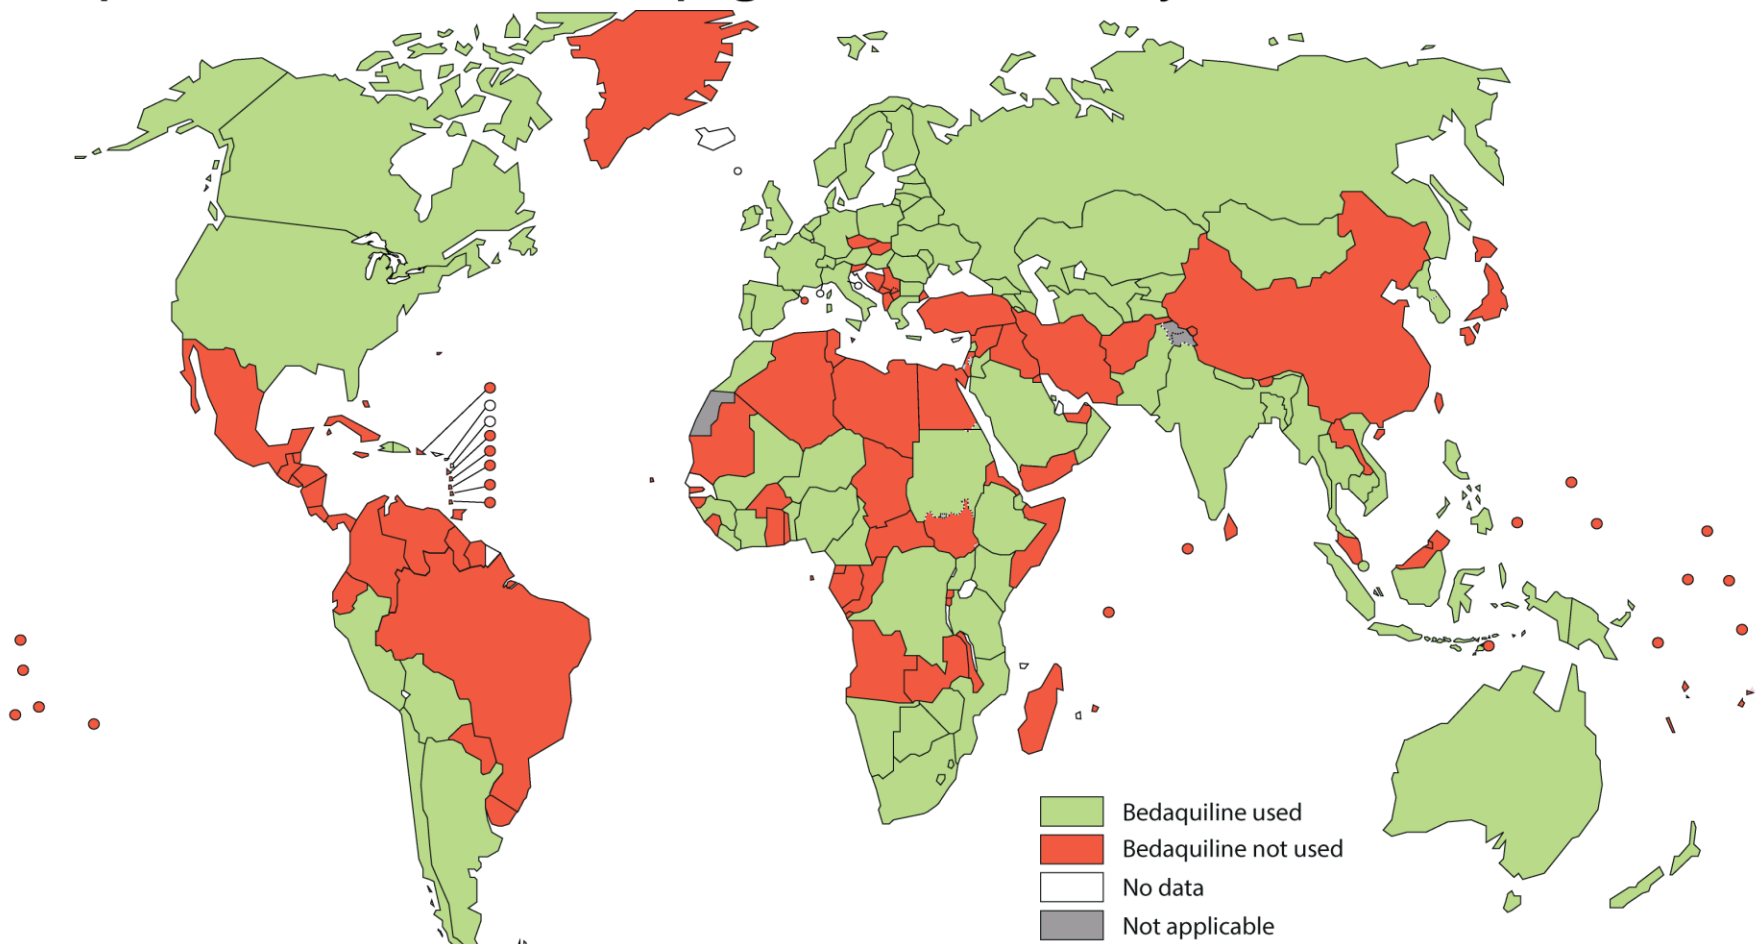 Bedaquiline used
Bedaquiline not used
No data
Not applicable